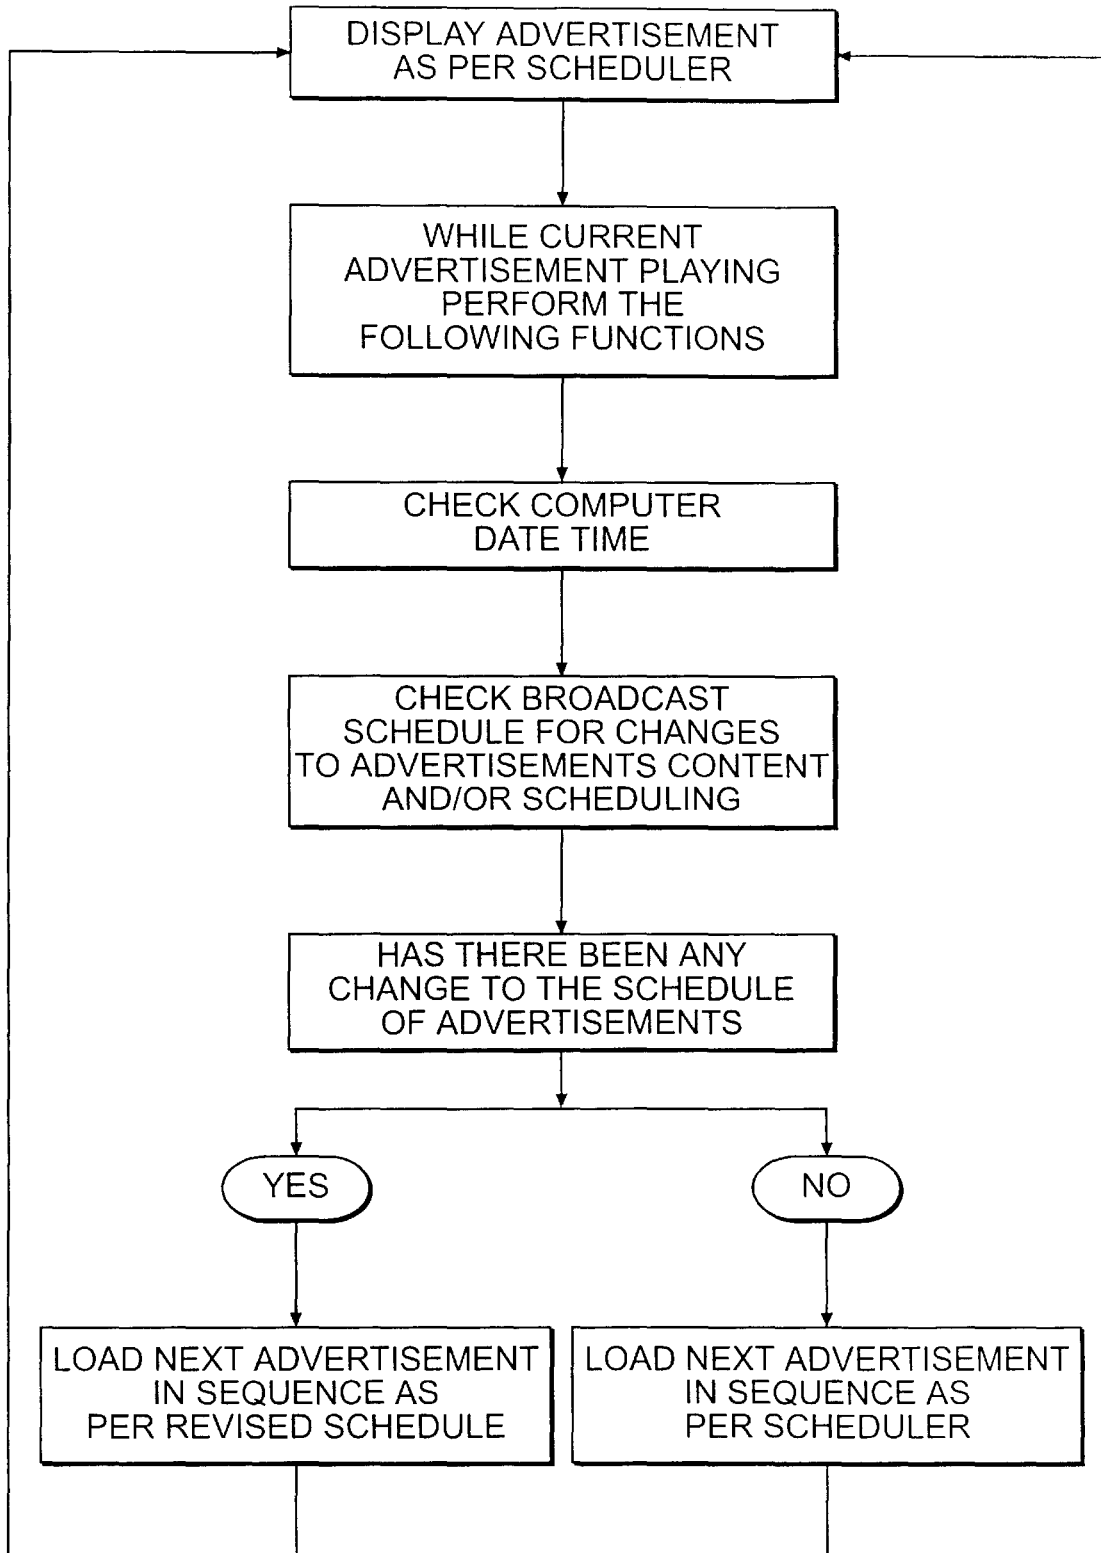 DISPLAY ADVERTISEMENT
AS PER SCHEDULER
WHILE CURRENT
ADVERTISEMENT PLAYING
PERFORM THE
FOLLOWING FUNCTIONS
CHECK COMPUTER
DATE TIME
CHECK BROADCAST
SCHEDULE FOR CHANGES
TO ADVERTISEMENTS CONTENT
AND/OR SCHEDULING
HAS THERE BEEN ANY
CHANGE TO THE SCHEDULE
OF ADVERTISEMENTS
YES
NO
LOAD NEXT ADVERTISEMENT
IN SEQUENCE AS
PER REVISED SCHEDULE
LOAD NEXT ADVERTISEMENT
IN SEQUENCE AS
PER SCHEDULER